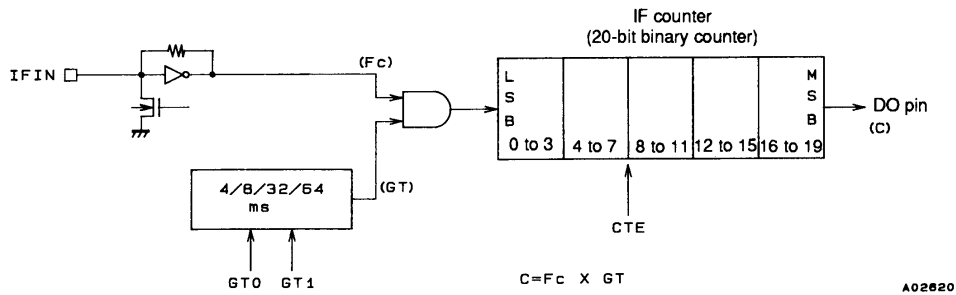 IF counter
(20-bit binary counter)
IFIN
(Fc)
L
S
B
M
S
B
DO pin
(C)
0 to 3
4 to 7
8 to 11
12 to 15
16 to 19
4/8/32/64
ms
(GT)
CTE
GT0
GT1
C=Fc X GT
A02620